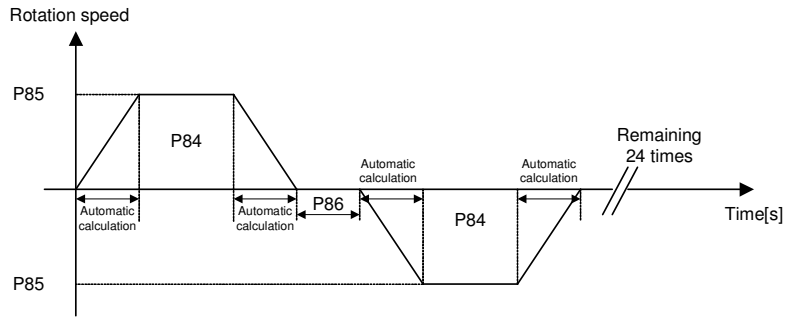 Rotation speed
P85
P84
Automatic
calculation
Automatic
calculation
P86
Automatic
calculation
Automatic
calculation
P84
Remaining
24 times
Time[s]
P85